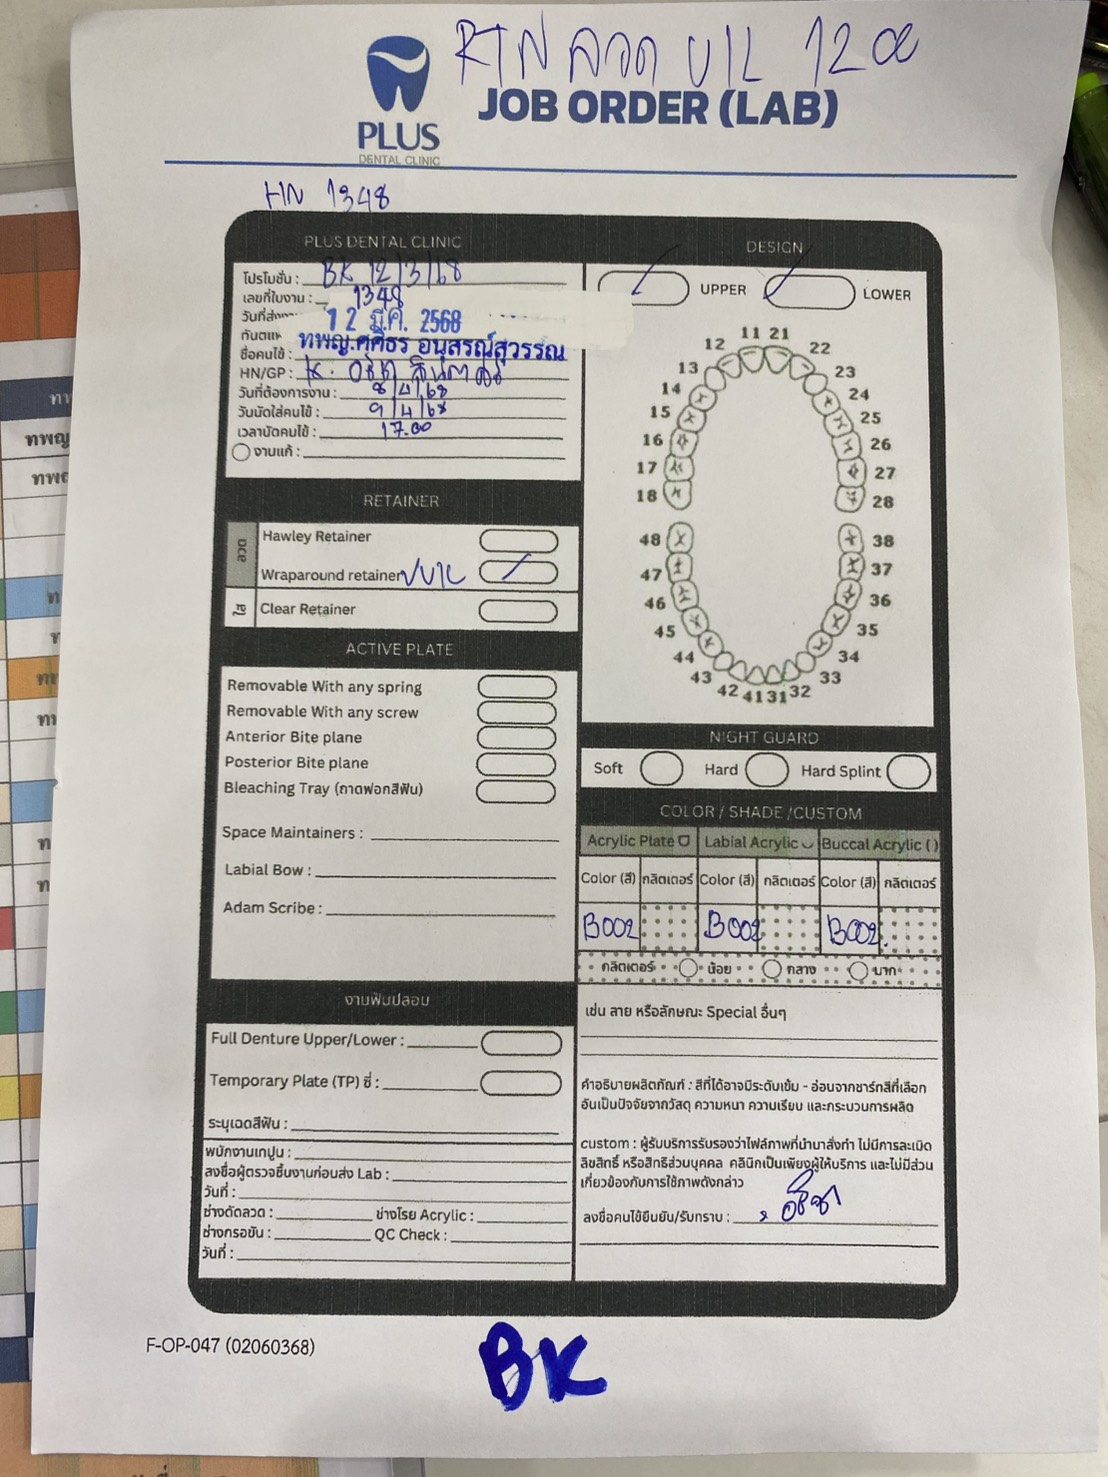 RTN ลวด U/L 1200
PLUS
DENTAL CLINIC
JOB ORDER (LAB)
HN 1348
PLUS DENTAL CLINIC
โปรโมชั่น : BK 12/3/68
เลขที่ใบงาน : 1348
วันที่ส่ง
12 มี.ค. 2568
ทันตแพ
ทพญ.ศศิธร อนุสรณ์สุวรรณ
ชื่อคนไข้ :
HN/GP : K.
วันที่ต้องการงาน : 8/4/68
วันนัดใส่คนไข้ : 9/4/68
เวลานัดคนไข้ : 17.00
งานแก้ :
RETAINER
ลวด
Hawley Retainer
Wraparound retainer U/L
ใส
Clear Retainer
ACTIVE PLATE
Removable With any spring
Removable With any screw
Anterior Bite plane
Posterior Bite plane
Bleaching Tray (ถาดฟอกสีฟัน)
Space Maintainers :
Labial Bow :
Adam Scribe :
งานฟันปลอม
Full Denture Upper/Lower :
Temporary Plate (TP) ซี่ :
ระบุเฉดสีฟัน :
พนักงานเทปูน :
ลงชื่อผู้ตรวจชิ้นงานก่อนส่ง Lab :
วันที่ :
ช่างดัดลวด : ช่างโรย Acrylic :
ช่างกรอขัน : QC Check :
วันที่ :
DESIGN
UPPER LOWER
11 21
12 22
13 23
14 24
15 25
16 26
17 27
18 28
48 38
47 37
46 36
45 35
44 34
43 33
42 41 31 32
NIGHT GUARD
Soft Hard Hard Splint
COLOR / SHADE /CUSTOM
Acrylic Plate Labial Acrylic Buccal Acrylic ( )
Color (สี) กลิตเตอร์ Color (สี) กลิตเตอร์ Color (สี) กลิตเตอร์
B002 B002 B002
กลิตเตอร์ น้อย กลาง มาก
เช่น ลาย หรือลักษณะ Special อื่นๆ
คำอธิบายผลิตภัณฑ์ : สีที่ได้อาจมีระดับเข้ม - อ่อนจากชาร์ทสีที่เลือก
อันเป็นปัจจัยจากวัสดุ ความหนา ความเรียบ และกระบวนการผลิต
custom : ผู้รับบริการรับรองว่าไฟล์ภาพที่นำมาสั่งทำ ไม่มีการละเมิด
ลิขสิทธิ์ หรือสิทธิส่วนบุคคล คลินิกเป็นเพียงผู้ให้บริการ และไม่มีส่วน
เกี่ยวข้องกับการใช้ภาพดังกล่าว
ลงชื่อคนไข้ยืนยัน/รับทราบ :
F-OP-047 (02060368)
BK